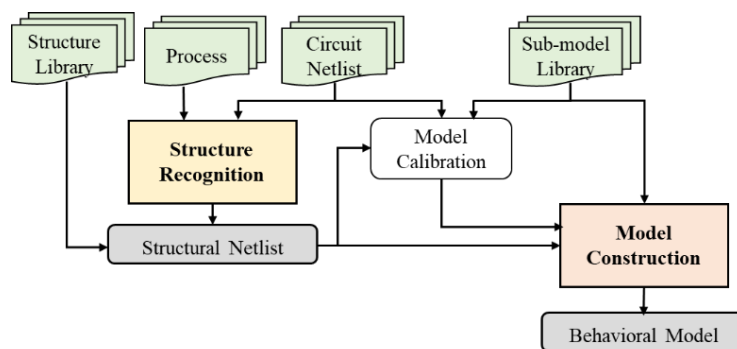 Structure
Library
Process
Circuit
Netlist
Sub-model
Library
Structure
Recognition
Model
Calibration
Structural Netlist
Model
Construction
Behavioral Model